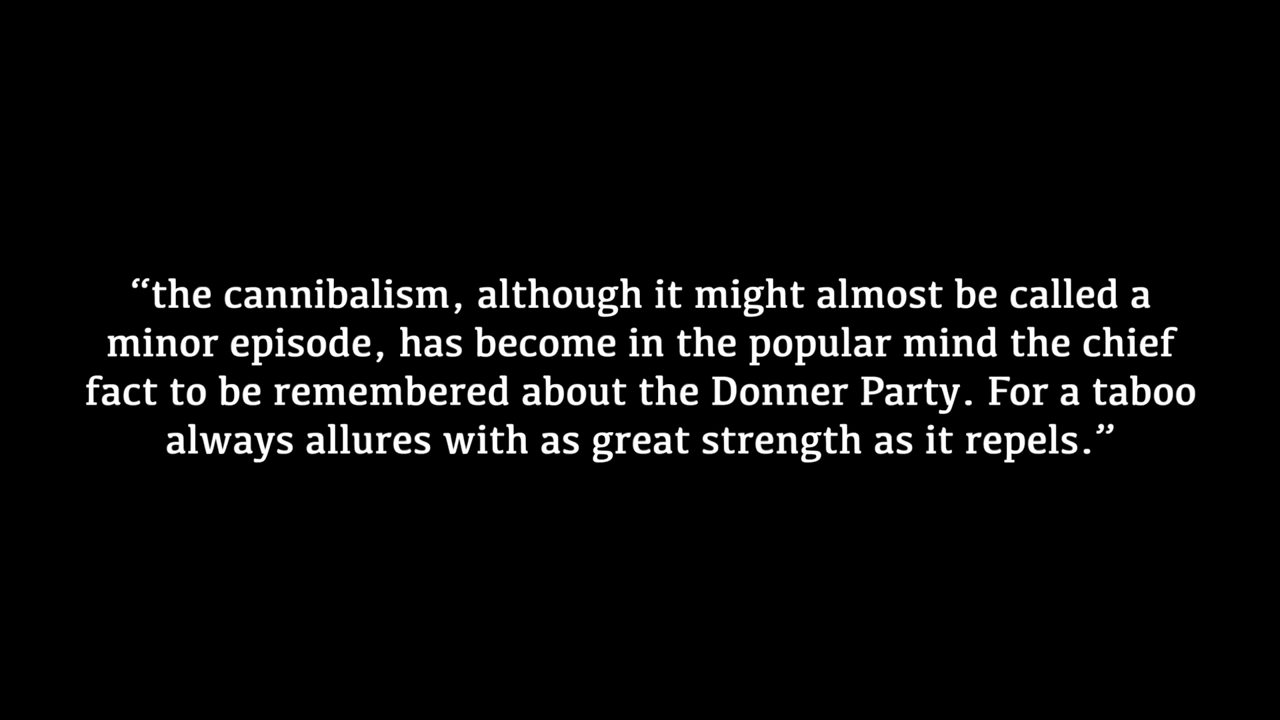 “the cannibalism, although it might almost be called a
minor episode, has become in the popular mind the chief
fact to be remembered about the Donner Party. For a taboo
always allures with as great strength as it repels.”